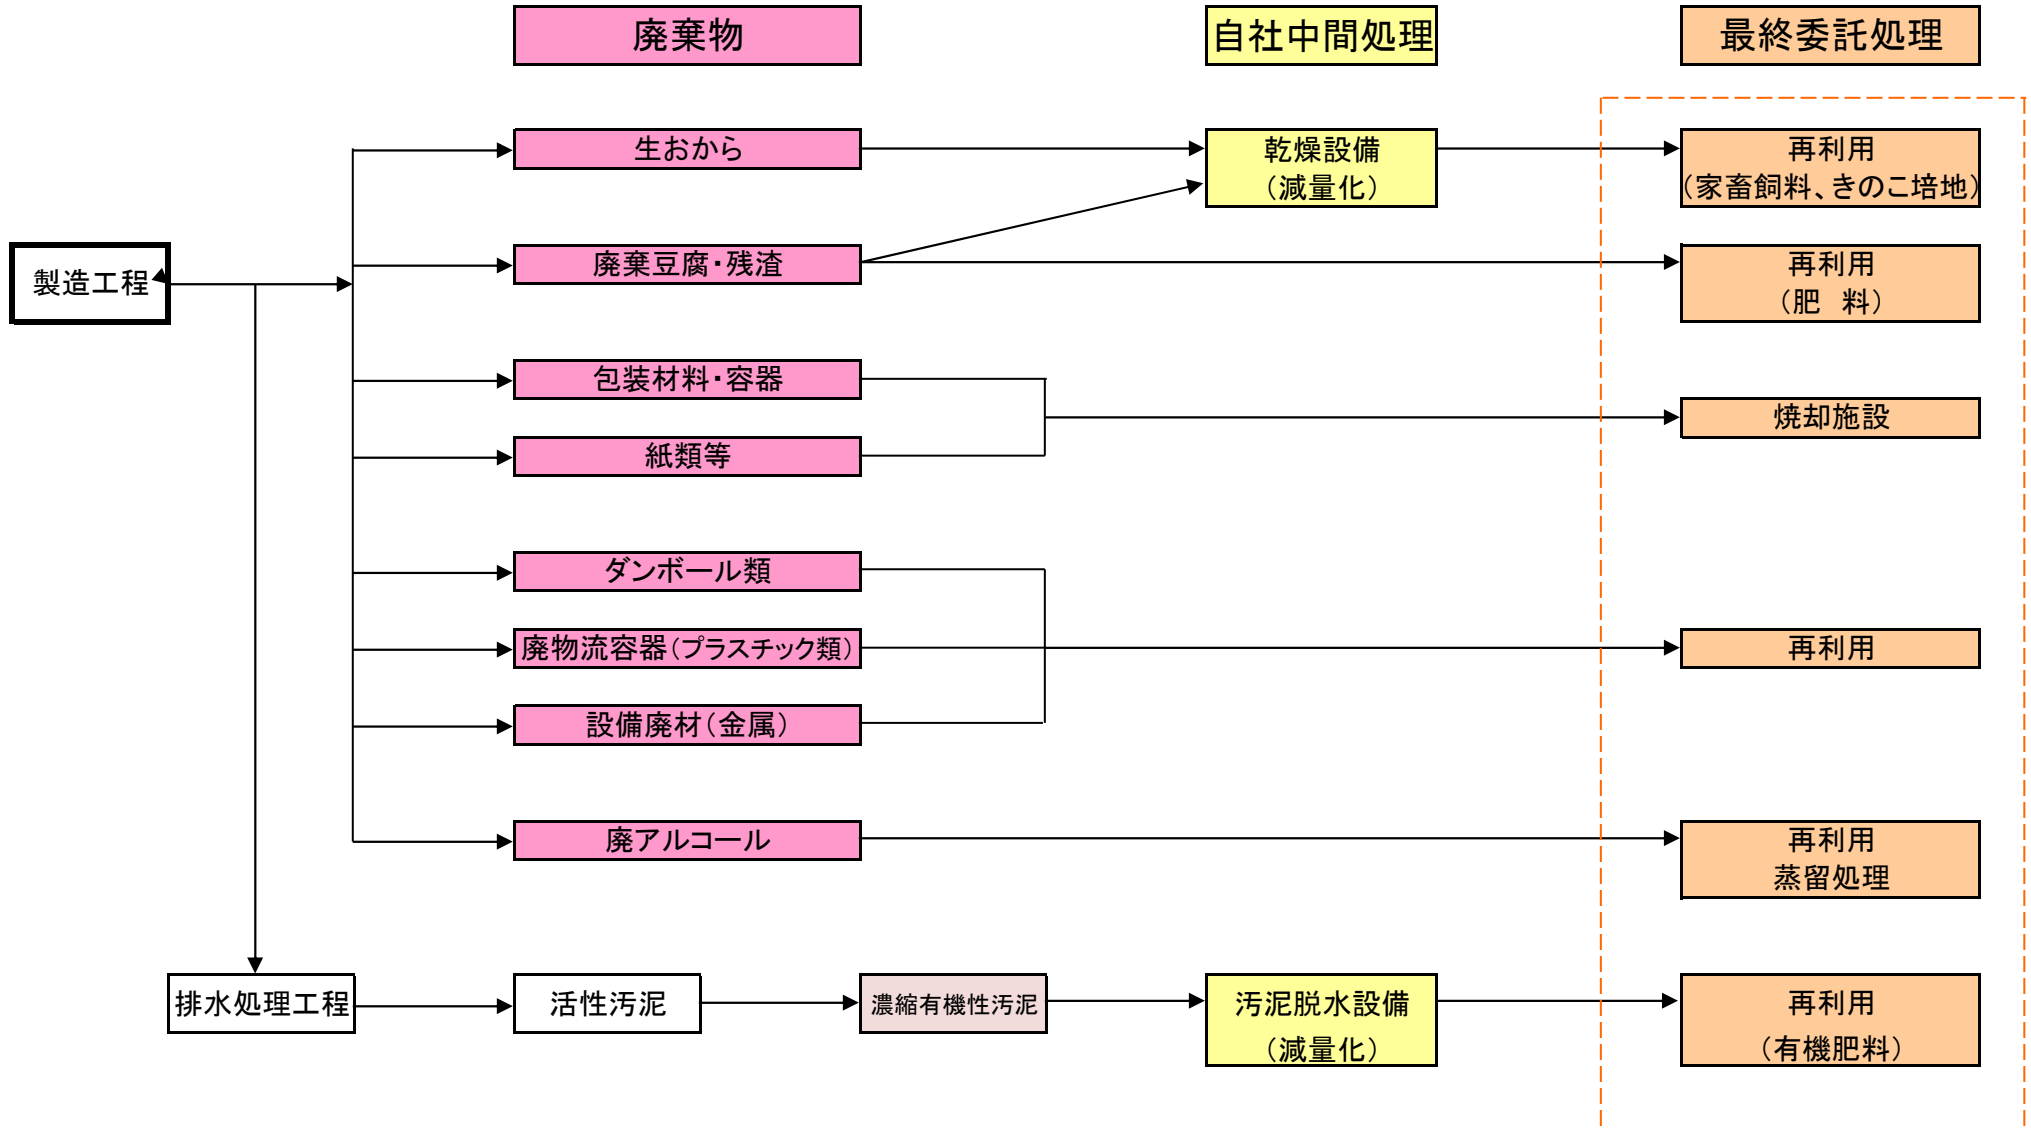 廃棄物
自社中間処理
最終委託処理
生おから
乾燥設備
（減量化）
再利用
（家畜飼料、きのこ培地）
製造工程
廃棄豆腐・残渣
再利用
（肥　料）
包装材料・容器
焼却施設
紙類等
ダンボール類
廃物流容器（プラスチック類）
再利用
設備廃材（金属）
廃アルコール
再利用
蒸留処理
排水処理工程
活性汚泥
濃縮有機性汚泥
汚泥脱水設備
（減量化）
再利用
（有機肥料）